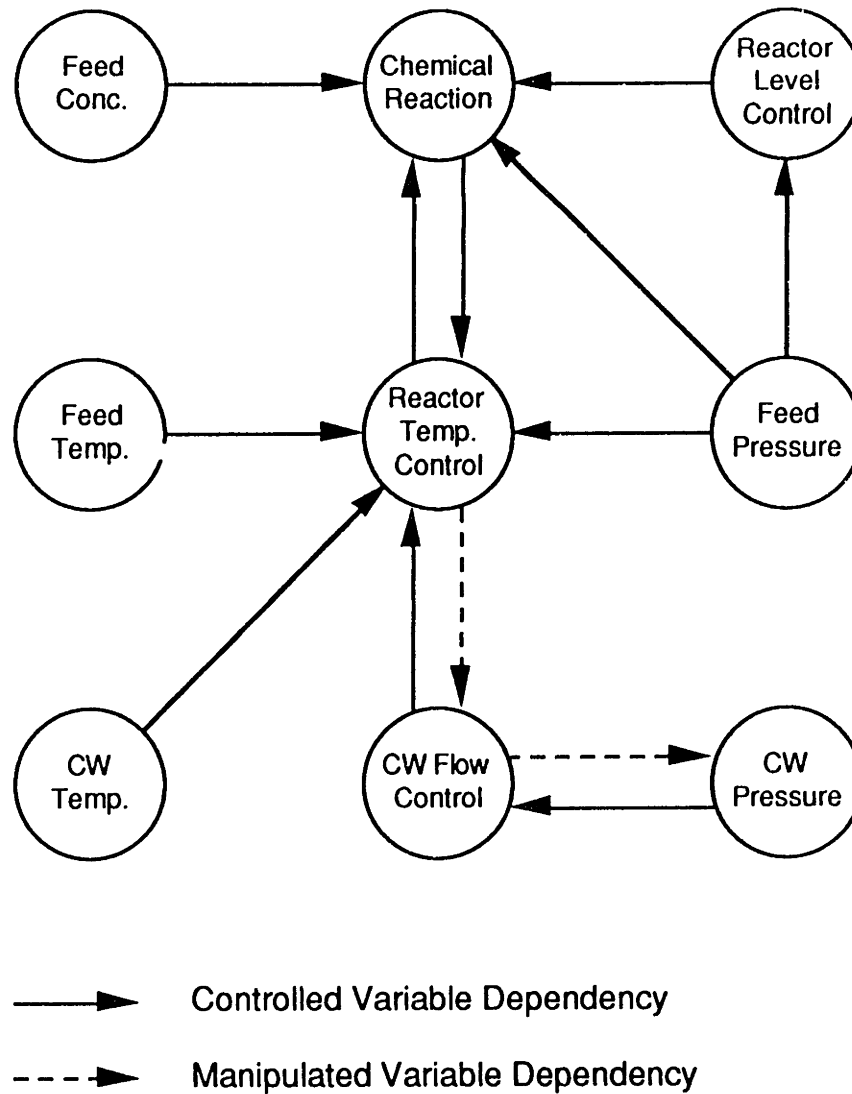 Feed
Conc.
Chemical
Reaction
Reactor
Level
Control
Feed
Temp.
Reactor
Temp.
Control
Feed
Pressure
CW
Temp.
CW Flow
Control
CW
Pressure
Controlled Variable Dependency
Manipulated Variable Dependency